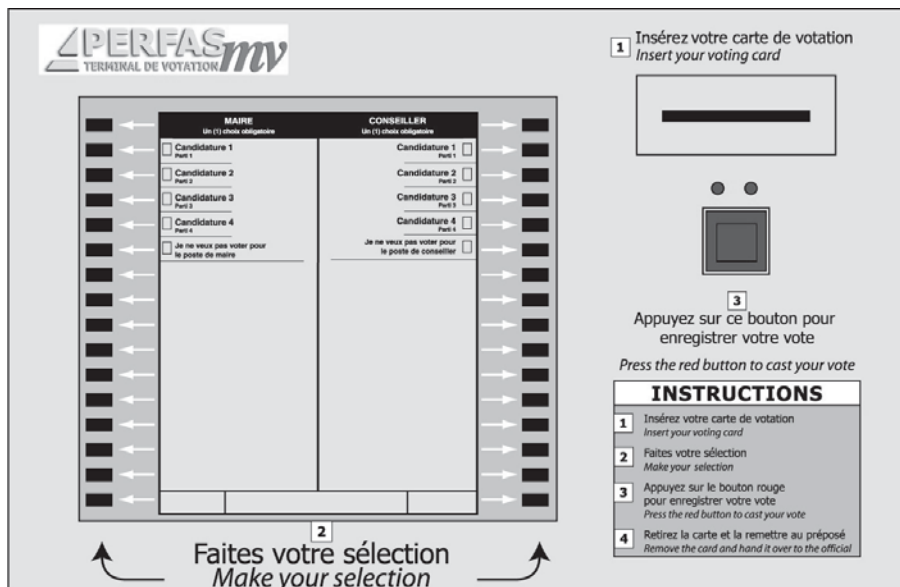 PERFAS mv
TERMINAL DE VOTATION
1 Insérez votre carte de votation
Insert your voting card
MAIRE
Un (1) choix obligatoire
Candidature 1
Parti 1
Candidature 2
Parti 2
Candidature 3
Parti 3
Candidature 4
Parti 4
Je ne veux pas voter pour
le poste de maire
CONSEILLER
Un (1) choix obligatoire
Candidature 1
Parti 1
Candidature 2
Candidature 3
Candidature 4
Parti 4
Je ne veux pas voter pour
le poste de conseiller
2
Faites votre sélection
Make your selection
3
Appuyez sur ce bouton pour
enregistrer votre vote
Press the red button to cast your vote
INSTRUCTIONS
1 Insérez votre carte de votation
Insert your voting card
2 Faites votre sélection
Make your selection
3 Appuyez sur le bouton rouge
pour enregistrer votre vote
Press the red button to cast your vote
4 Retirez la carte et la remettre au préposé
Remove the card and hand it over to the official